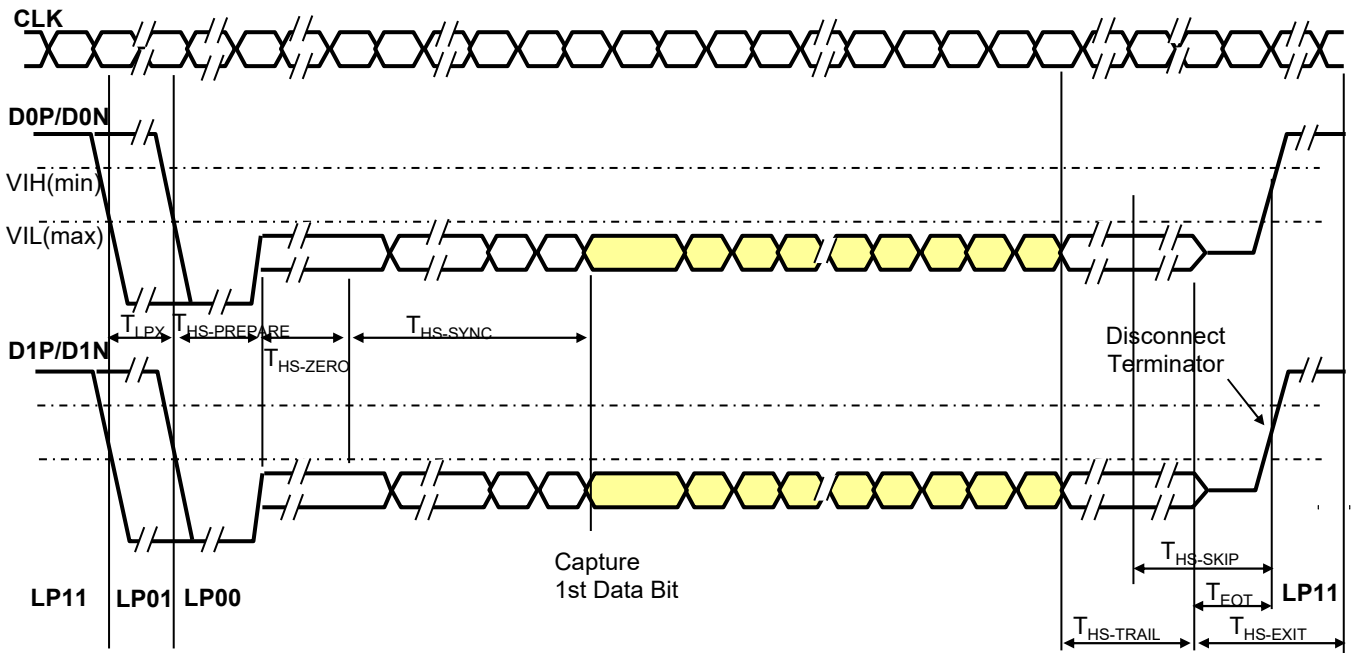 CLK
D0P/D0N
VIH(min)
VIL(max)
TLPX
THS-PREPARE
THS-SYNC
THS-ZERO
D1P/D1N
Disconnect
Terminator
Capture
1st Data Bit
THS-SKIP
LP11
LP01
LP00
TEOT
LP11
THS-TRAIL
THS-EXIT